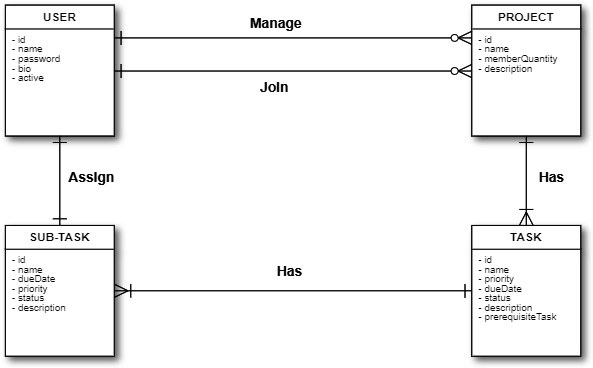 USER
- id
- name
- password
- bio
- active
Manage
Join
PROJECT
- id
- name
- memberQuantity
- description
Assign
Has
SUB-TASK
- id
- name
- dueDate
- priority
- status
- description
Has
TASK
- id
- name
- priority
- dueDate
- status
- description
- prerequisiteTask